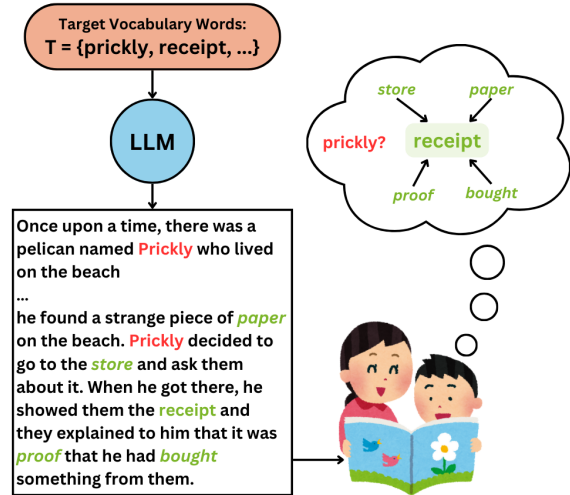 Target Vocabulary Words:
T = {prickly, receipt, ...}
LLM
Once upon a time, there was a
pelican named Prickly who lived
on the beach
...
he found a strange piece of paper
on the beach. Prickly decided to
go to the store and ask them
about it. When he got there, he
showed them the receipt and
they explained to him that it was
proof that he had bought
something from them.
store
paper
prickly?
receipt
proof
bought